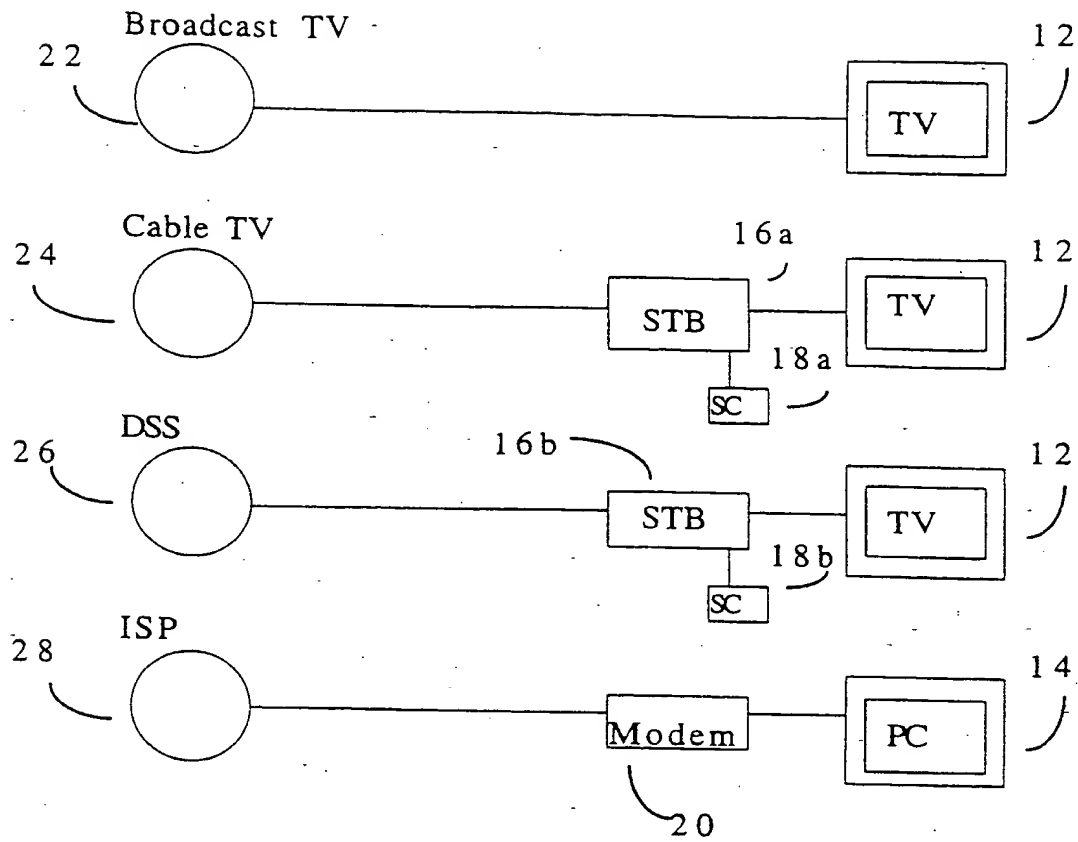 Broadcast TV
22
12
TV
Cable TV
24
16a
12
STB
TV
18a
SC
DSS
26
16b
12
STB
TV
18b
SC
ISP
28
14
Modem
PC
20